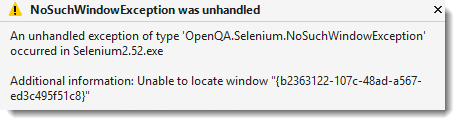 NoSuchWindowException was unhandled
An unhandled exception of type 'OpenQA.Selenium.NoSuchWindowException'
occurred in Selenium2.52.exe
Additional information: Unable to locate window "{b2363122-107c-48ad-a567-
ed3c495f51c8}"